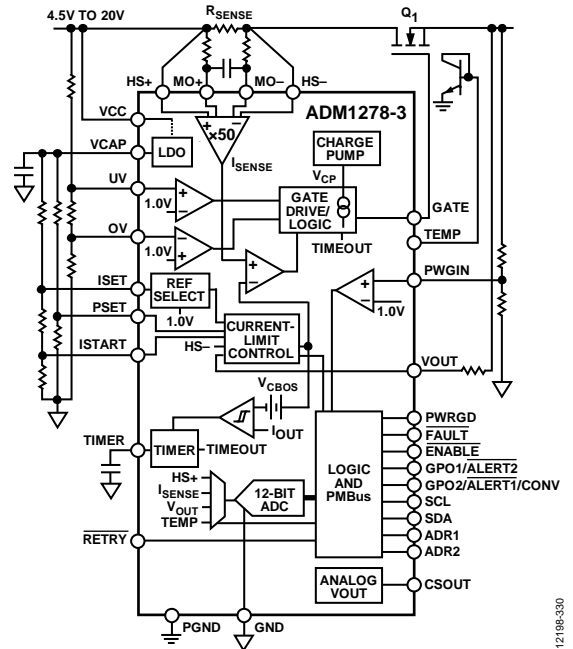 4.5V TO 20V
RSENSE
Q1
HS+
MO+
MO–
HS–
ADM1278-3
VCC
VCAP
LDO
+ –
×50
ISENSE
CHARGE
PUMP
VCP
UV
+
–
1.0V
GATE
DRIVE/
LOGIC
GATE
TIMEOUT
TEMP
OV
–
+
1.0V
+
–
ISET
REF
SELECT
1.0V
PWGIN
+
–
1.0V
PSET
ISTART
HS–
CURRENT-
LIMIT
CONTROL
VOUT
VCBOS
IOUT
TIMER
TIMER
TIMEOUT
HS+
ISENSE
VOUT
TEMP
12-BIT
ADC
LOGIC
AND
PMBus
PWRGD
FAULT
ENABLE
GPO1/ALERT2
GPO2/ALERT1/CONV
SCL
SDA
ADR1
ADR2
RETRY
ANALOG
VOUT
CSOUT
PGND
GND
12198-330